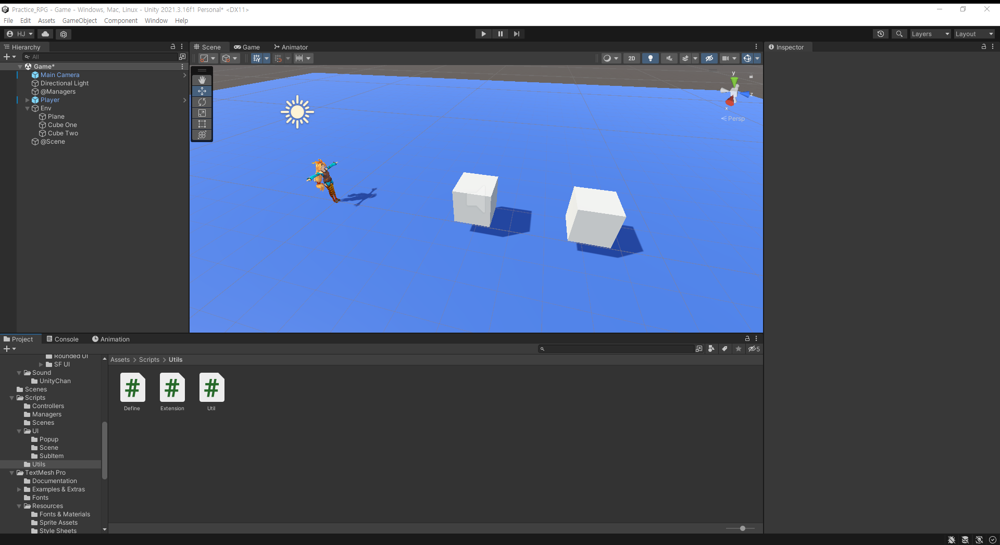 Practice_RPG - Game - Windows, Mac, Linux - Unity 2021.3.16f1 Personal* <DX11>
File Edit Assets GameObject Component Window Help
HJ
Layers
Layout
Hierarchy
All
Game*
Main Camera
Directional Light
@Managers
Player
Env
Plane
Cube One
Cube Two
@Scene
Scene
Game
Animator
2D
y
z
x
< Persp
Inspector
Project
Console
Animation
5
Rounded UI
SF UI
Sound
UnityChan
Scenes
Scripts
Controllers
Managers
Scenes
UI
Popup
Scene
SubItem
Utils
TextMesh Pro
Documentation
Examples & Extras
Fonts
Resources
Fonts & Materials
Sprite Assets
Style Sheets
Assets > Scripts > Utils
#
#
#
Define
Extension
Util